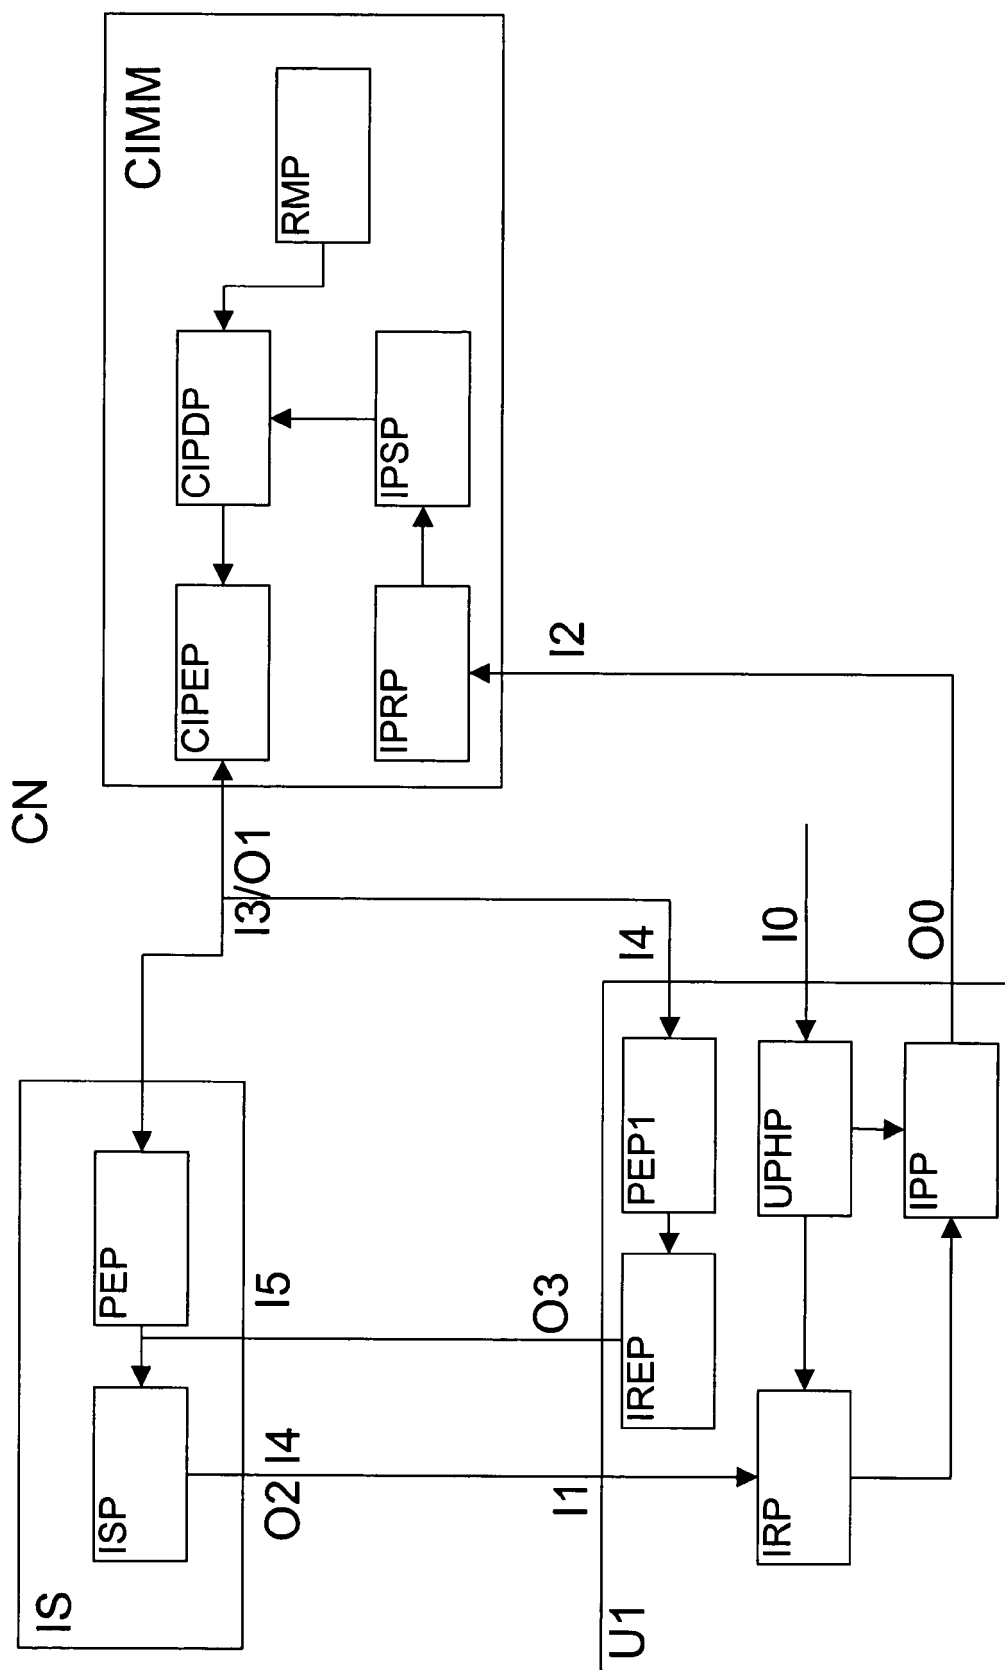 CN
IS
ISP
PEP
O2
I4
I5
I3/O1
CIMM
CIPEP
CIPDP
RMP
IPRP
IPSP
I2
U1
I1
O3
I4
IREP
PEP1
I0
IRP
UPHP
O0
IPP